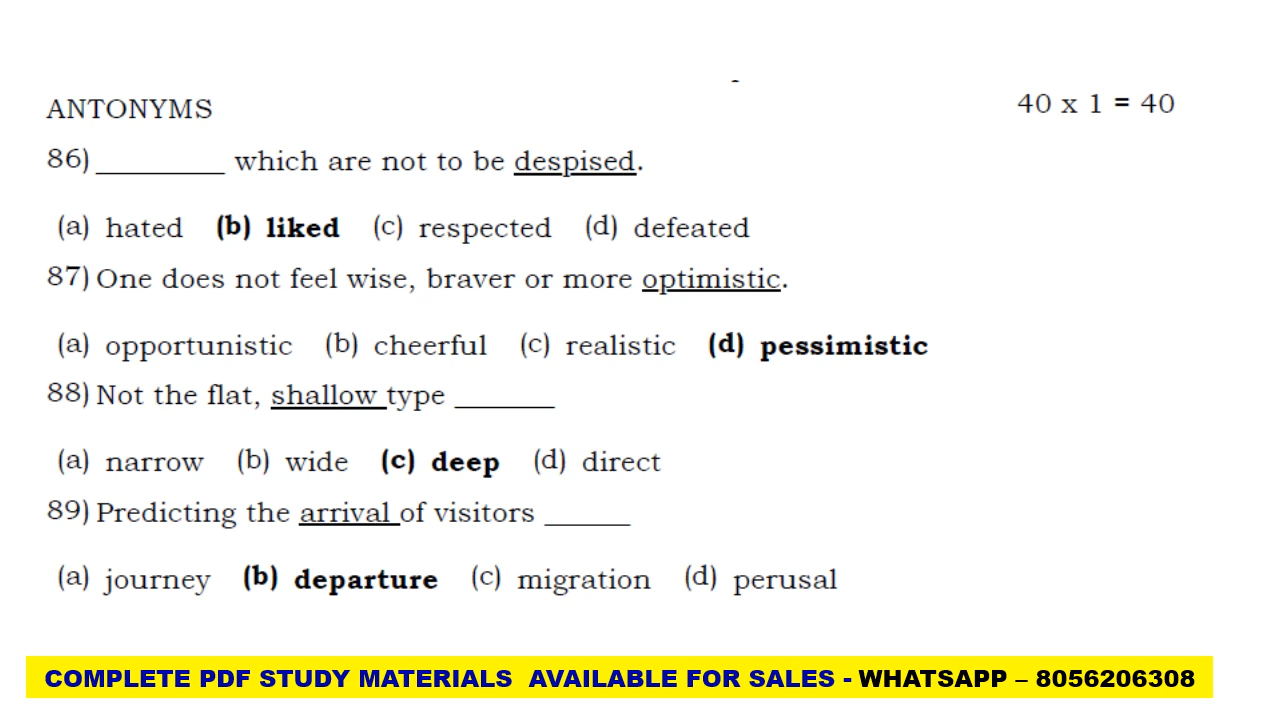 ANTONYMS 40 x 1 = 40
86) _________ which are not to be despised.
(a) hated (b) liked (c) respected (d) defeated
87) One does not feel wise, braver or more optimistic.
(a) opportunistic (b) cheerful (c) realistic (d) pessimistic
88) Not the flat, shallow type _______
(a) narrow (b) wide (c) deep (d) direct
89) Predicting the arrival of visitors ______
(a) journey (b) departure (c) migration (d) perusal
COMPLETE PDF STUDY MATERIALS AVAILABLE FOR SALES - WHATSAPP – 8056206308